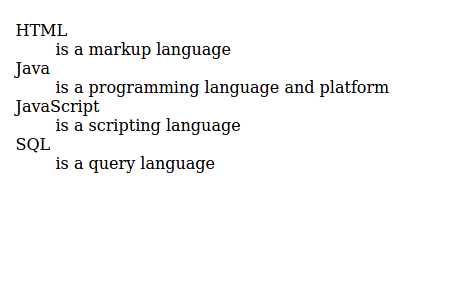 HTML
is a markup language
Java
is a programming language and platform
JavaScript
is a scripting language
SQL
is a query language